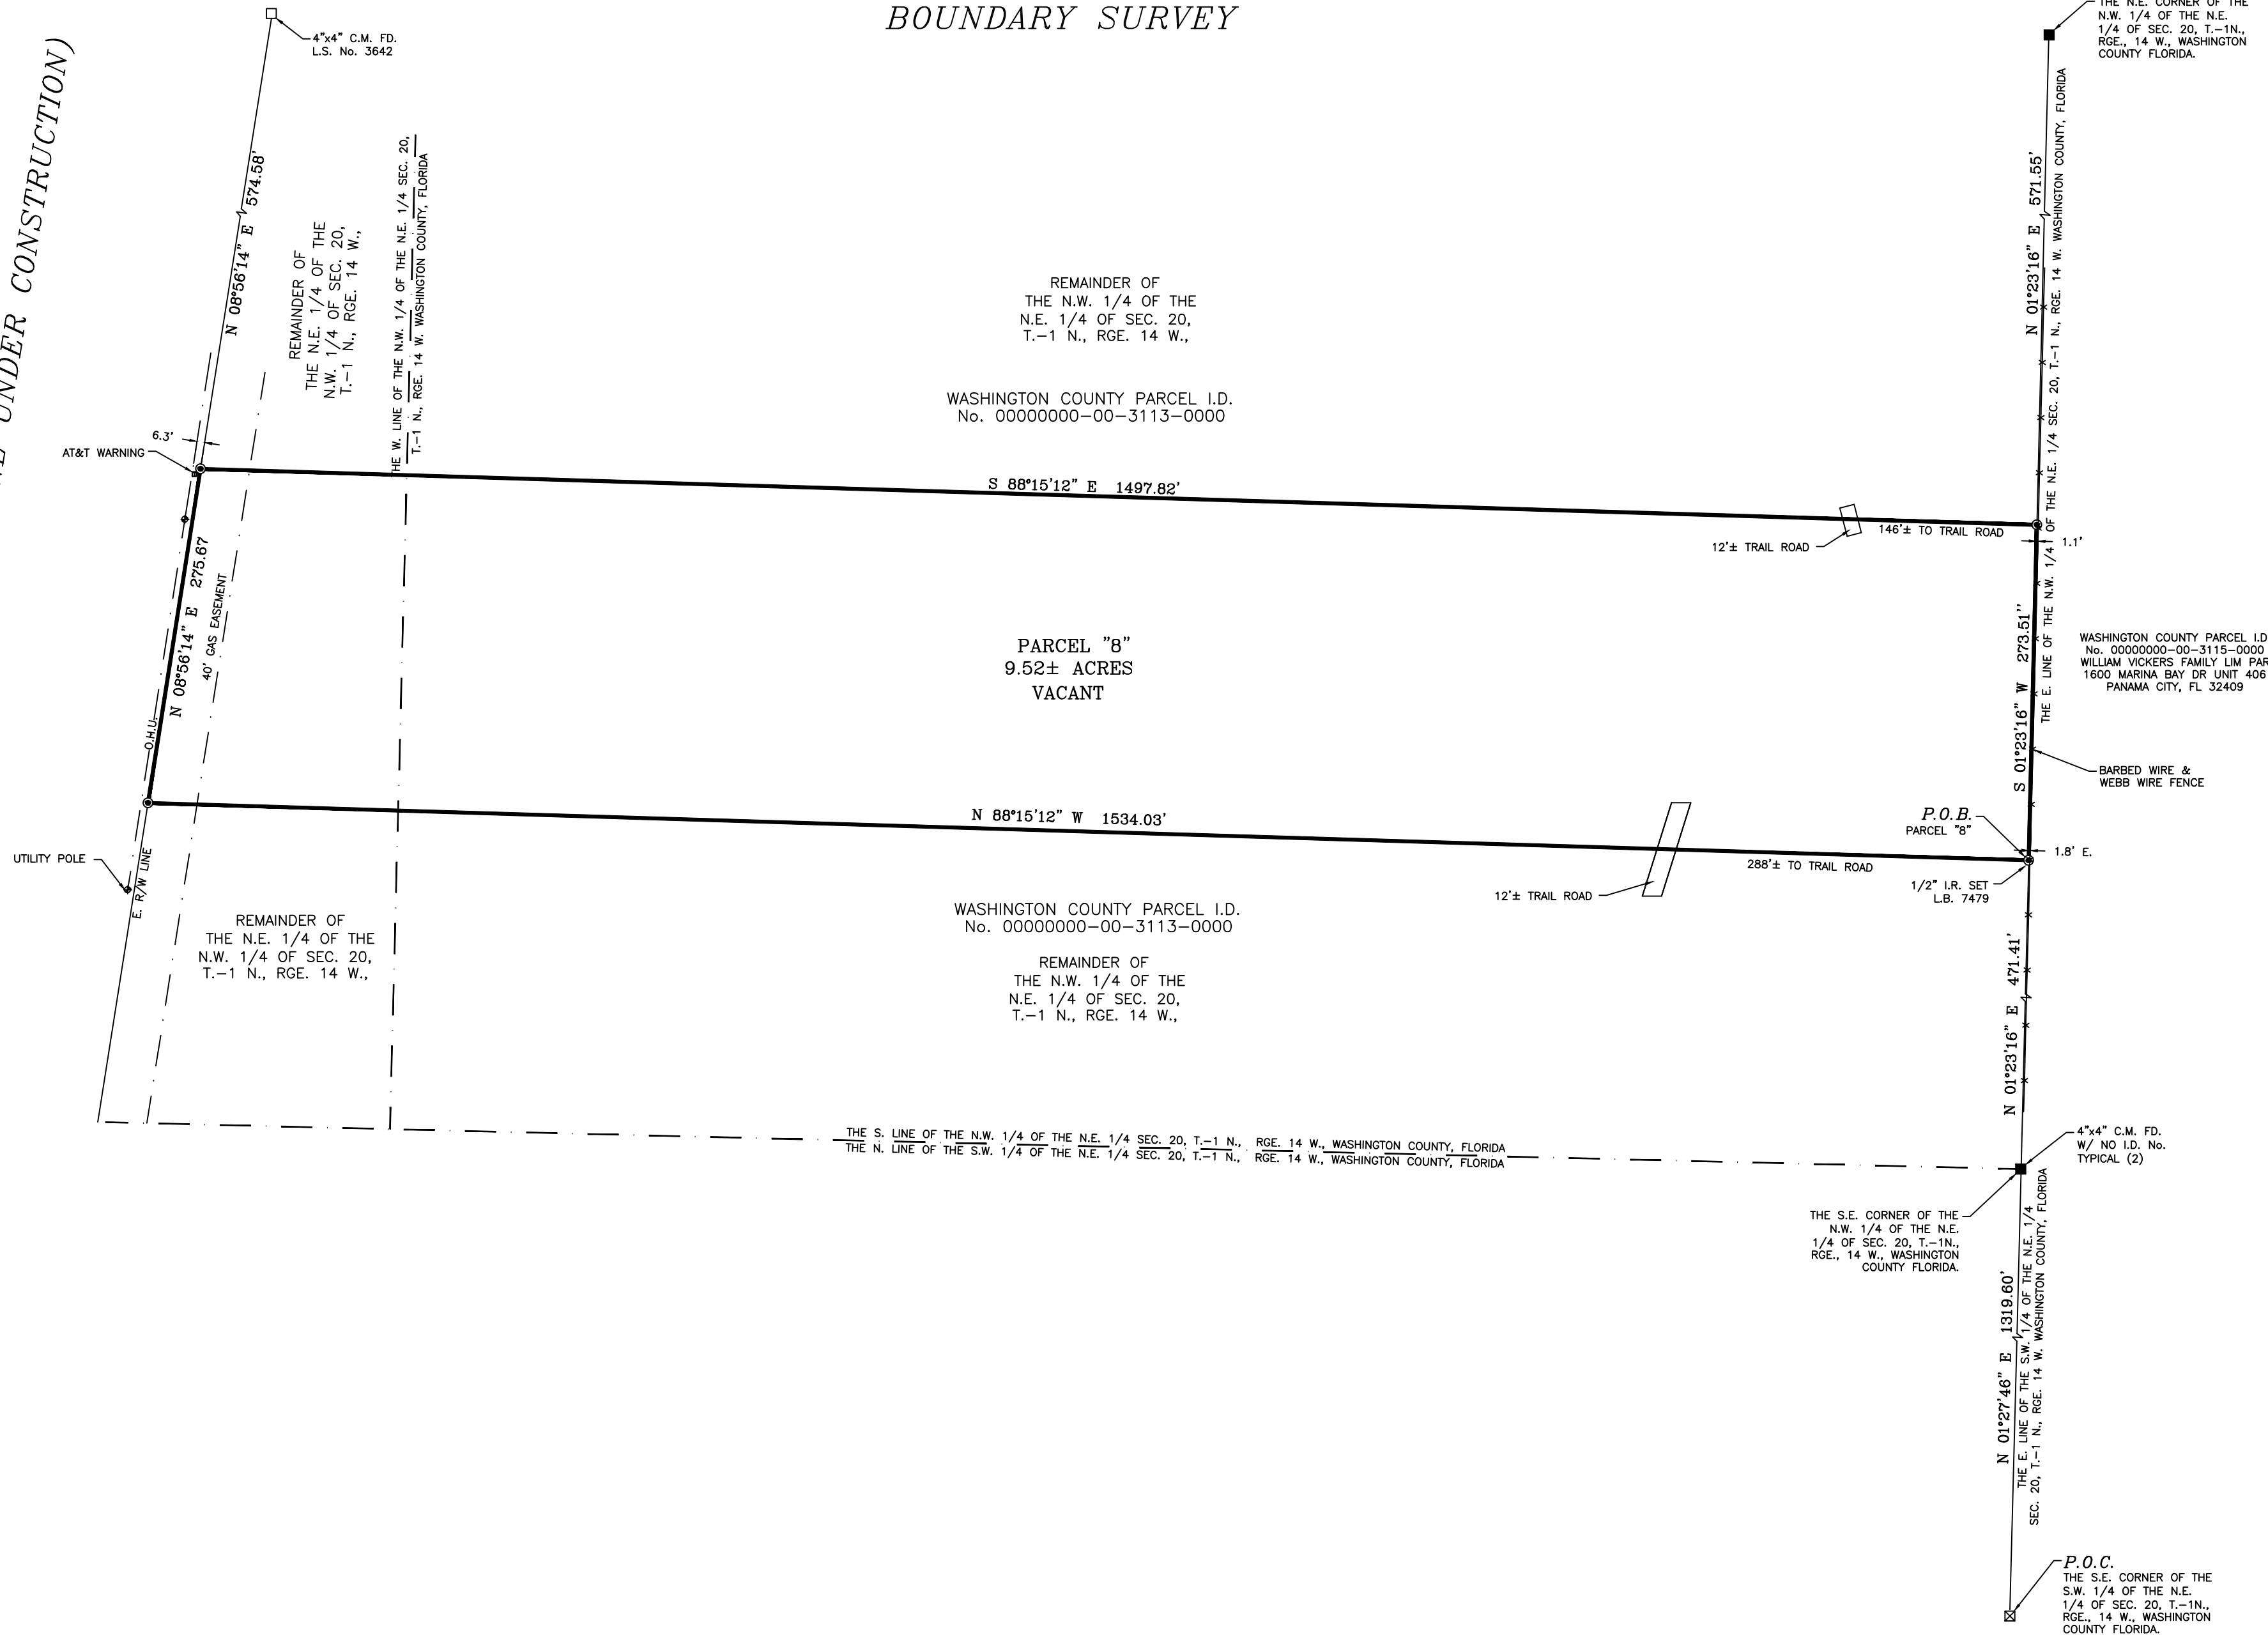 BOUNDARY SURVEY
THE N.E. CORNER OF THE
N.W. 1/4 OF THE N.E.
1/4 OF SEC. 20, T.-1N.,
RGE., 14 W., WASHINGTON
COUNTY FLORIDA.
4"x4" C.M. FD.
L.S. No. 3642
UNDER CONSTRUCTION)
N 08°56'14" E 574.58'
REMAINDER OF
THE N.E. 1/4 OF THE
N.W. 1/4 OF SEC. 20,
T.-1 N., RGE. 14 W.,
THE W. LINE OF THE N.W. 1/4 OF THE N.E. 1/4 SEC. 20,
T.-1 N., RGE. 14 W. WASHINGTON COUNTY, FLORIDA
REMAINDER OF
THE N.W. 1/4 OF THE
N.E. 1/4 OF SEC. 20,
T.-1 N., RGE. 14 W.,
WASHINGTON COUNTY PARCEL I.D.
No. 00000000-00-3113-0000
N 01°23'16" E 571.55'
THE E. LINE OF THE N.W. 1/4 OF THE N.E. 1/4 SEC. 20, T.-1 N., RGE. 14 W. WASHINGTON COUNTY, FLORIDA
6.3'
AT&T WARNING
S 88°15'12" E 1497.82'
12'± TRAIL ROAD
146'± TO TRAIL ROAD
1.1'
N 08°56'14" E 275.67
40' GAS EASEMENT
O.H.U.
PARCEL "8"
9.52± ACRES
VACANT
S 01°23'16" W 273.51''
WASHINGTON COUNTY PARCEL I.D
No. 00000000-00-3115-0000
WILLIAM VICKERS FAMILY LIM PAR
1600 MARINA BAY DR UNIT 406
PANAMA CITY, FL 32409
BARBED WIRE &
WEBB WIRE FENCE
N 88°15'12" W 1534.03'
P.O.B.
PARCEL "8"
1.8' E.
288'± TO TRAIL ROAD
12'± TRAIL ROAD
1/2" I.R. SET
L.B. 7479
UTILITY POLE
E. R/W LINE
REMAINDER OF
THE N.E. 1/4 OF THE
N.W. 1/4 OF SEC. 20,
T.-1 N., RGE. 14 W.,
WASHINGTON COUNTY PARCEL I.D.
No. 00000000-00-3113-0000
REMAINDER OF
THE N.W. 1/4 OF THE
N.E. 1/4 OF SEC. 20,
T.-1 N., RGE. 14 W.,
N 01°23'16" E 471.41'
THE S. LINE OF THE N.W. 1/4 OF THE N.E. 1/4 SEC. 20, T.-1 N., RGE. 14 W., WASHINGTON COUNTY, FLORIDA
THE N. LINE OF THE S.W. 1/4 OF THE N.E. 1/4 SEC. 20, T.-1 N., RGE. 14 W., WASHINGTON COUNTY, FLORIDA
4"x4" C.M. FD.
W/ NO I.D. No.
TYPICAL (2)
THE S.E. CORNER OF THE
N.W. 1/4 OF THE N.E.
1/4 OF SEC. 20, T.-1N.,
RGE., 14 W., WASHINGTON
COUNTY FLORIDA.
N 01°27'46" E 1319.60'
THE E. LINE OF THE S.W. 1/4 OF THE N.E. 1/4
SEC. 20, T.-1 N., RGE. 14 W. WASHINGTON COUNTY, FLORIDA
P.O.C.
THE S.E. CORNER OF THE
S.W. 1/4 OF THE N.E.
1/4 OF SEC. 20, T.-1N.,
RGE., 14 W., WASHINGTON
COUNTY FLORIDA.